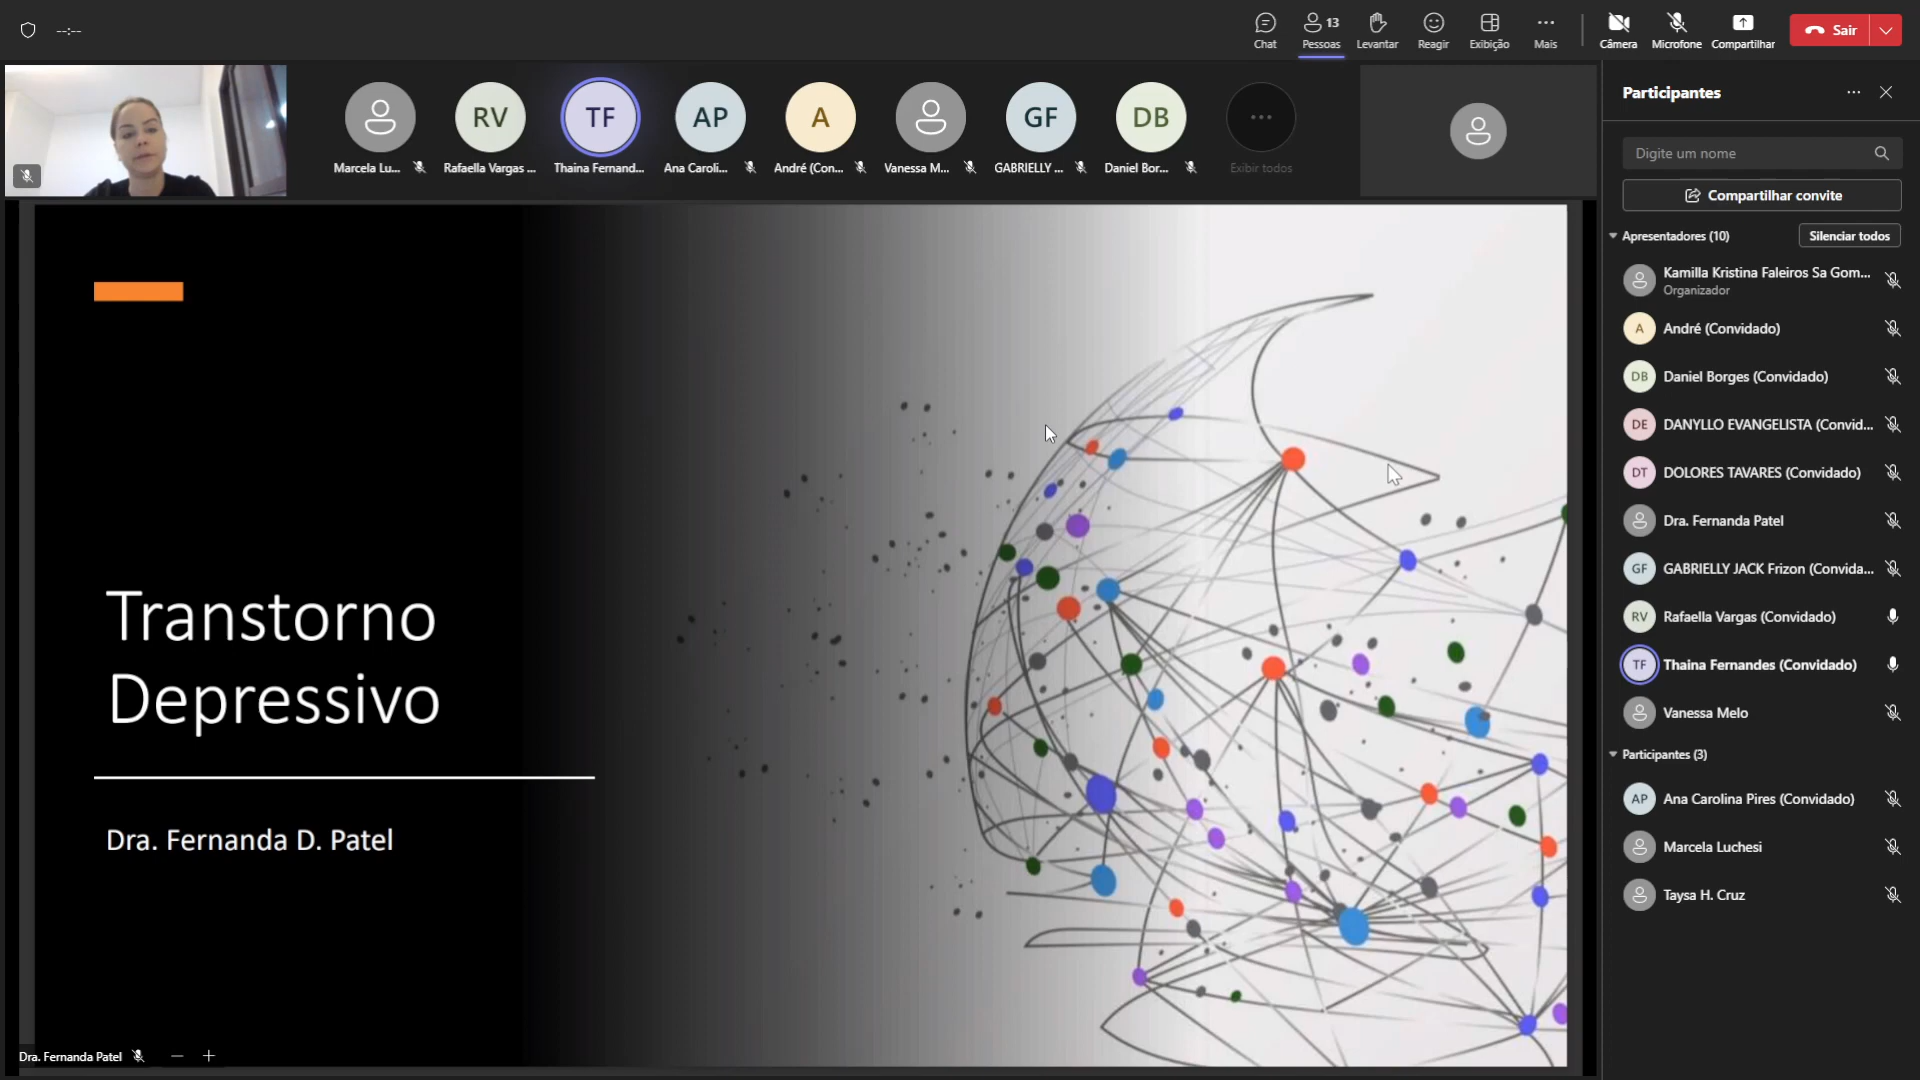 --:--
Chat
13
Pessoas
Levantar
Reagir
Exibição
Mais
Câmera
Microfone
Compartilhar
Sair
Marcela Lu...
RV
Rafaella Vargas ...
TF
Thaina Fernand...
AP
Ana Caroli...
A
André (Con...
Vanessa M...
GF
GABRIELLY ...
DB
Daniel Bor...
Exibir todos
Transtorno
Depressivo
Dra. Fernanda D. Patel
Dra. Fernanda Patel
Participantes
Digite um nome
Compartilhar convite
Apresentadores (10)
Silenciar todos
Kamilla Kristina Faleiros Sa Gom...
Organizador
A
André (Convidado)
DB
Daniel Borges (Convidado)
DE
DANYLLO EVANGELISTA (Convid...
DT
DOLORES TAVARES (Convidado)
Dra. Fernanda Patel
GF
GABRIELLY JACK Frizon (Convida...
RV
Rafaella Vargas (Convidado)
TF
Thaina Fernandes (Convidado)
Vanessa Melo
Participantes (3)
AP
Ana Carolina Pires (Convidado)
Marcela Luchesi
Taysa H. Cruz